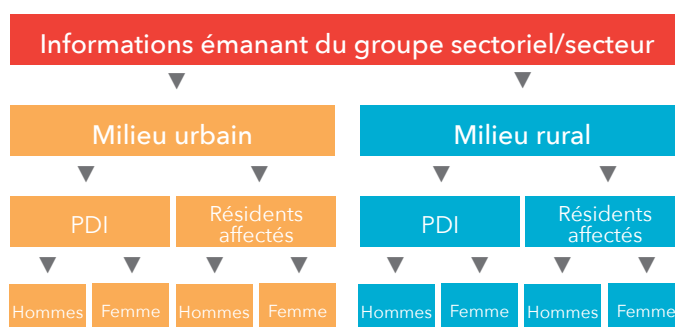 Informations émanant du groupe sectoriel/secteur
Milieu urbain
Milieu rural
PDI
Résidents
affectés
PDI
Résidents
affectés
Hommes
Femme
Hommes
Femme
Hommes
Femme
Hommes
Femme